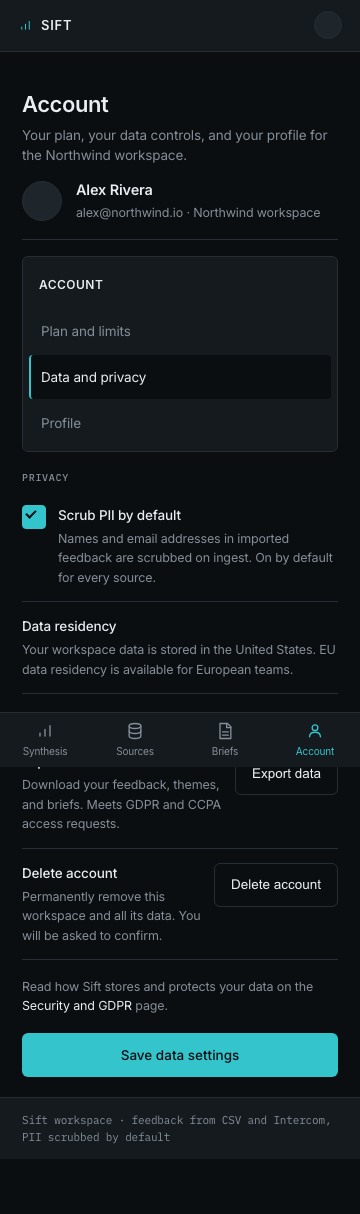 SIFT
Account
Your plan, your data controls, and your profile for
the Northwind workspace.
Alex Rivera
alex@northwind.io · Northwind workspace
ACCOUNT
Plan and limits
Data and privacy
Profile
PRIVACY
Scrub PII by default
Names and email addresses in imported
feedback are scrubbed on ingest. On by default
for every source.
Data residency
Your workspace data is stored in the United States. EU
data residency is available for European teams.
Synthesis
Sources
Briefs
Account
Export data
Download your feedback, themes,
and briefs. Meets GDPR and CCPA
access requests.
Delete account
Permanently remove this
workspace and all its data. You
will be asked to confirm.
Delete account
Read how Sift stores and protects your data on the
Security and GDPR page.
Save data settings
Sift workspace · feedback from CSV and Intercom,
PII scrubbed by default